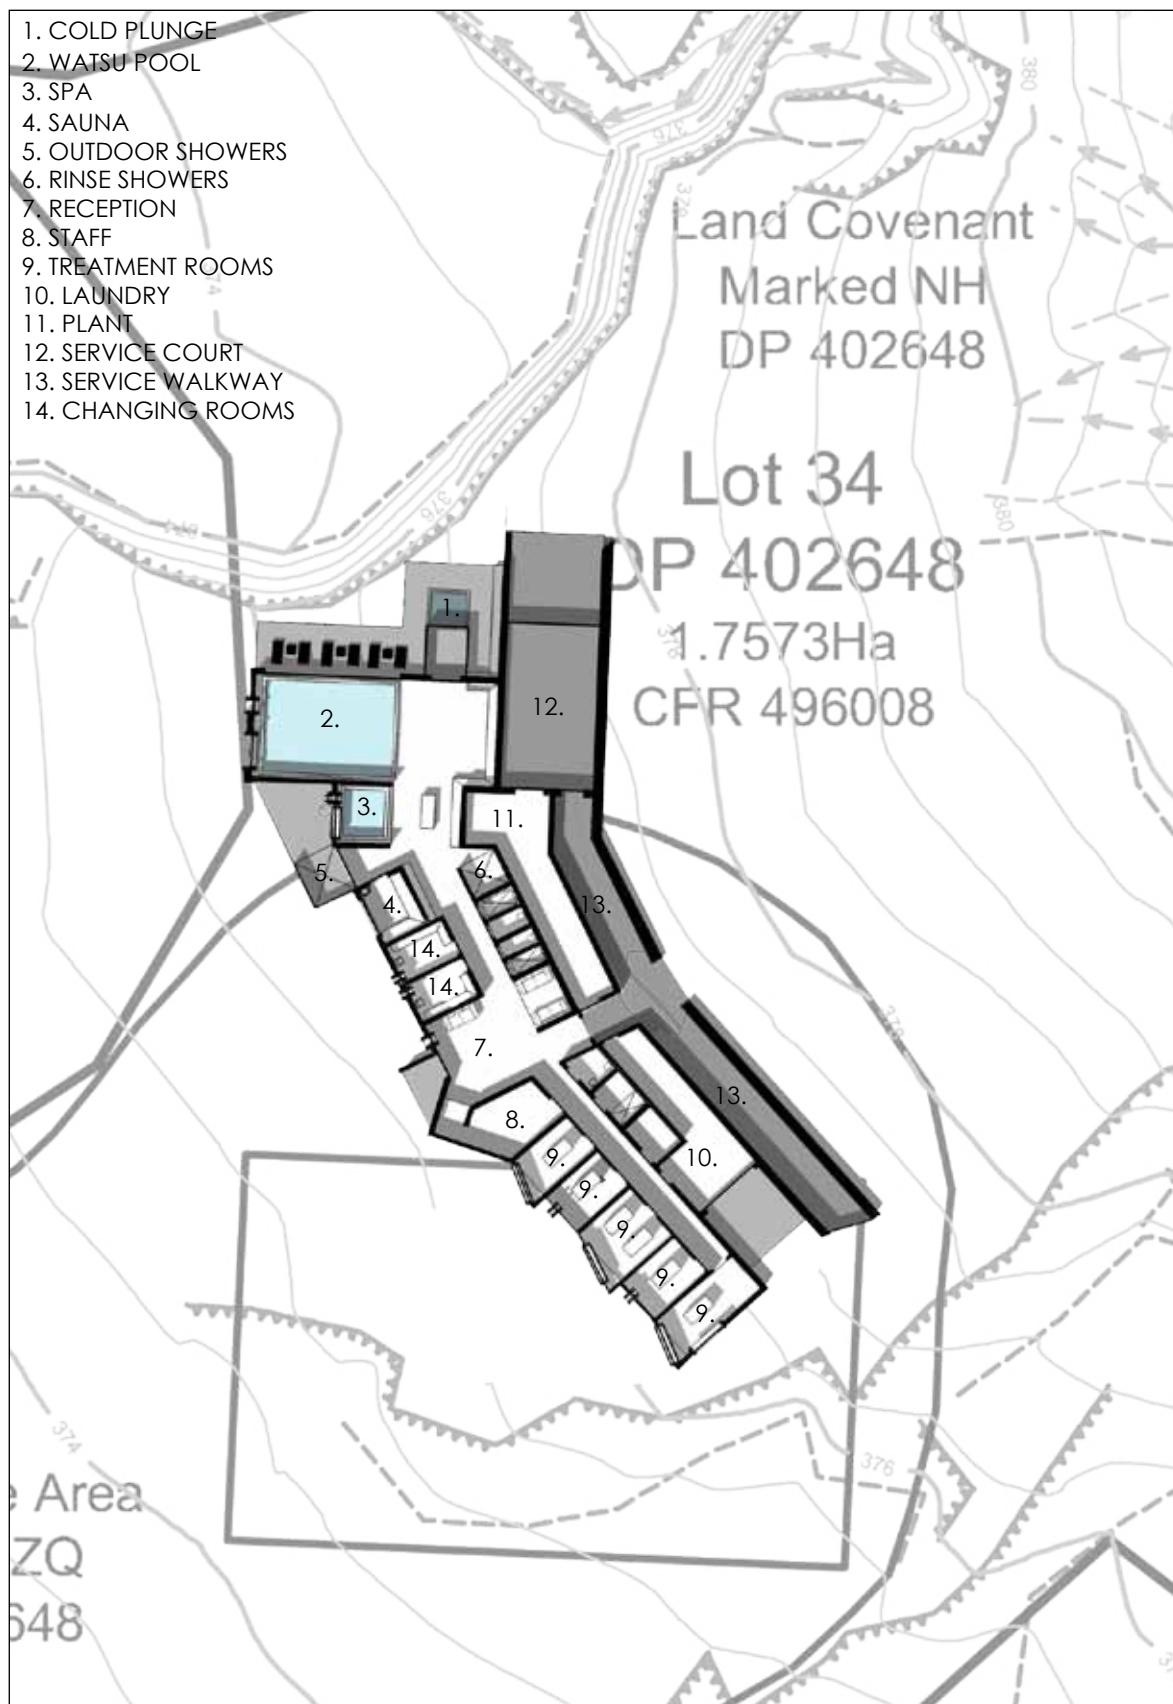 1. COLD PLUNGE
2. WATSU POOL
3. SPA
4. SAUNA
5. OUTDOOR SHOWERS
6. RINSE SHOWERS
7. RECEPTION
8. STAFF
9. TREATMENT ROOMS
10. LAUNDRY
11. PLANT
12. SERVICE COURT
13. SERVICE WALKWAY
14. CHANGING ROOMS
380
376
378
374
Land Covenant
Marked NH
DP 402648
Lot 34
DP 402648
1.7573Ha
CFR 496008
376
374
380
378
1.
2.
12.
3.
11.
5.
6.
4.
13.
14.
14.
7.
378
13.
8.
9.
10.
9.
9.
9.
9.
374
376
Area
ZQ
648